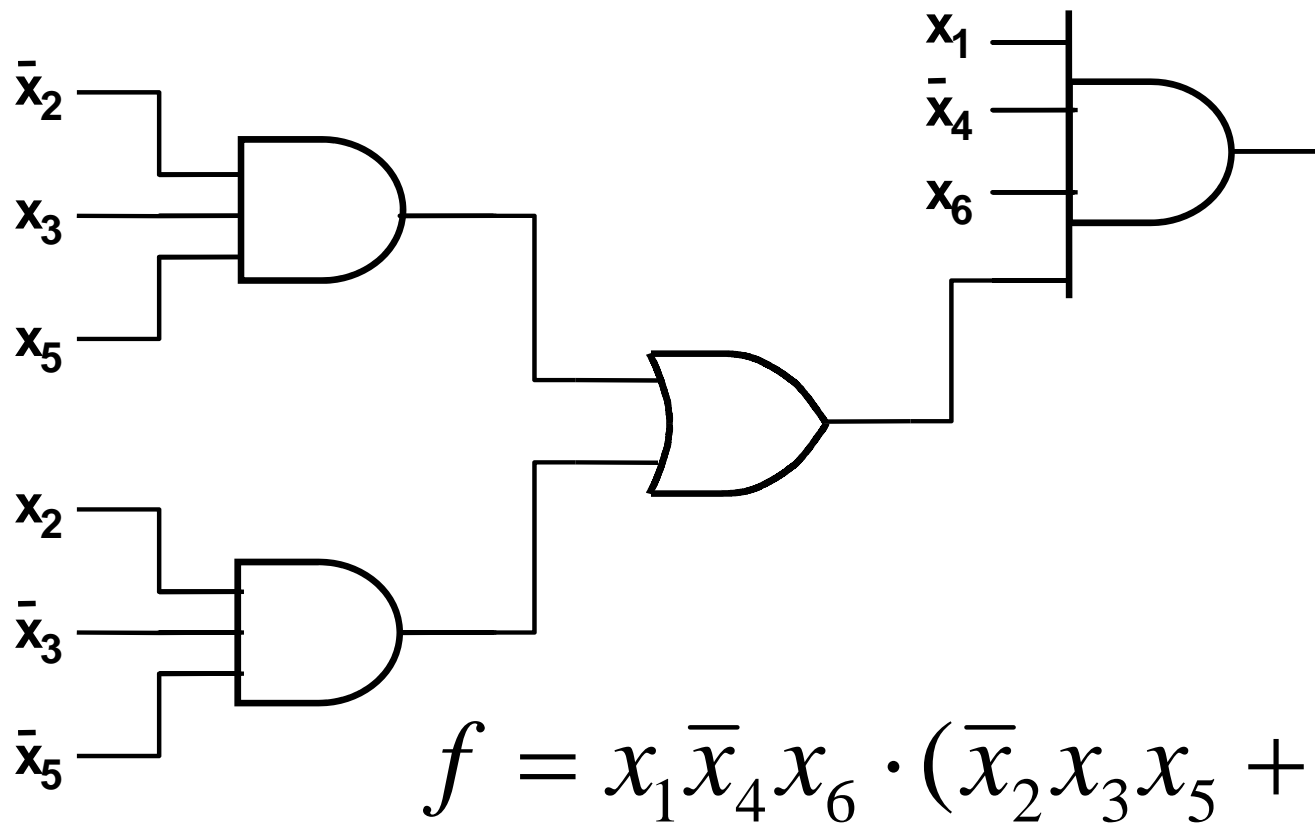 x̄₂
x₃
x₅
x₂
x̄₃
x̄₅
x₁
x̄₄
x₆
f = x₁x̄₄x₆ · (x̄₂x₃x₅ +